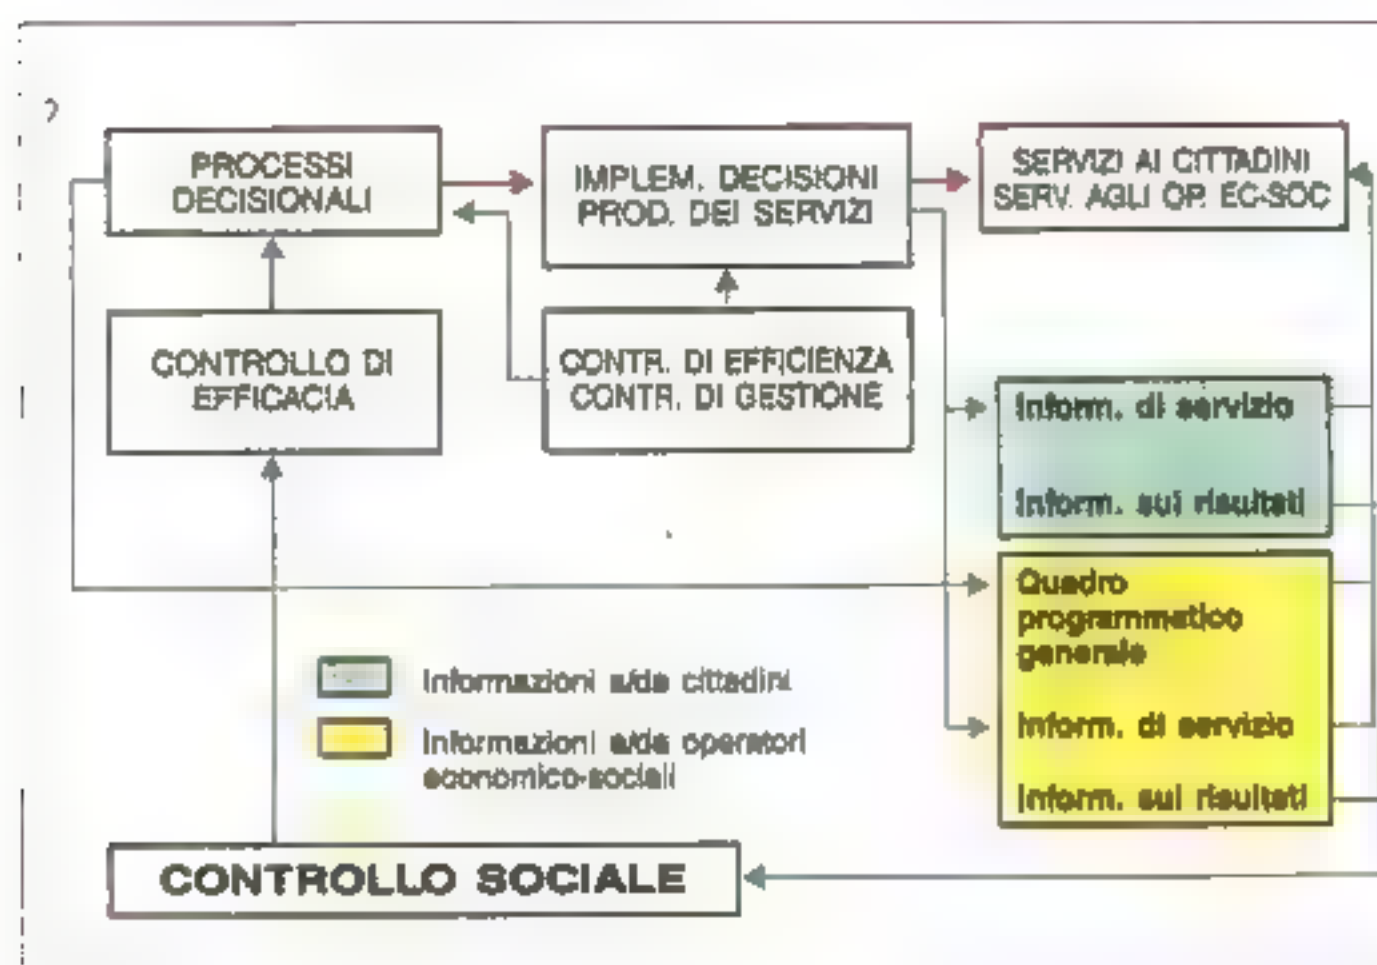 PROCESSI
DECISIONALI
IMPLEM. DECISIONI
PROD. DEI SERVIZI
SERVIZI AI CITTADINI
SERV. AGLI OP. EC-SOC
CONTROLLO DI
EFFICACIA
CONTR. DI EFFICIENZA
CONTR. DI GESTIONE
Inform. di servizio
Inform. sui risultati
Quadro
programmatico
generale
Inform. di servizio
Inform. sui risultati
Informazioni a/da cittadini
Informazioni a/da operatori
economico-sociali
CONTROLLO SOCIALE